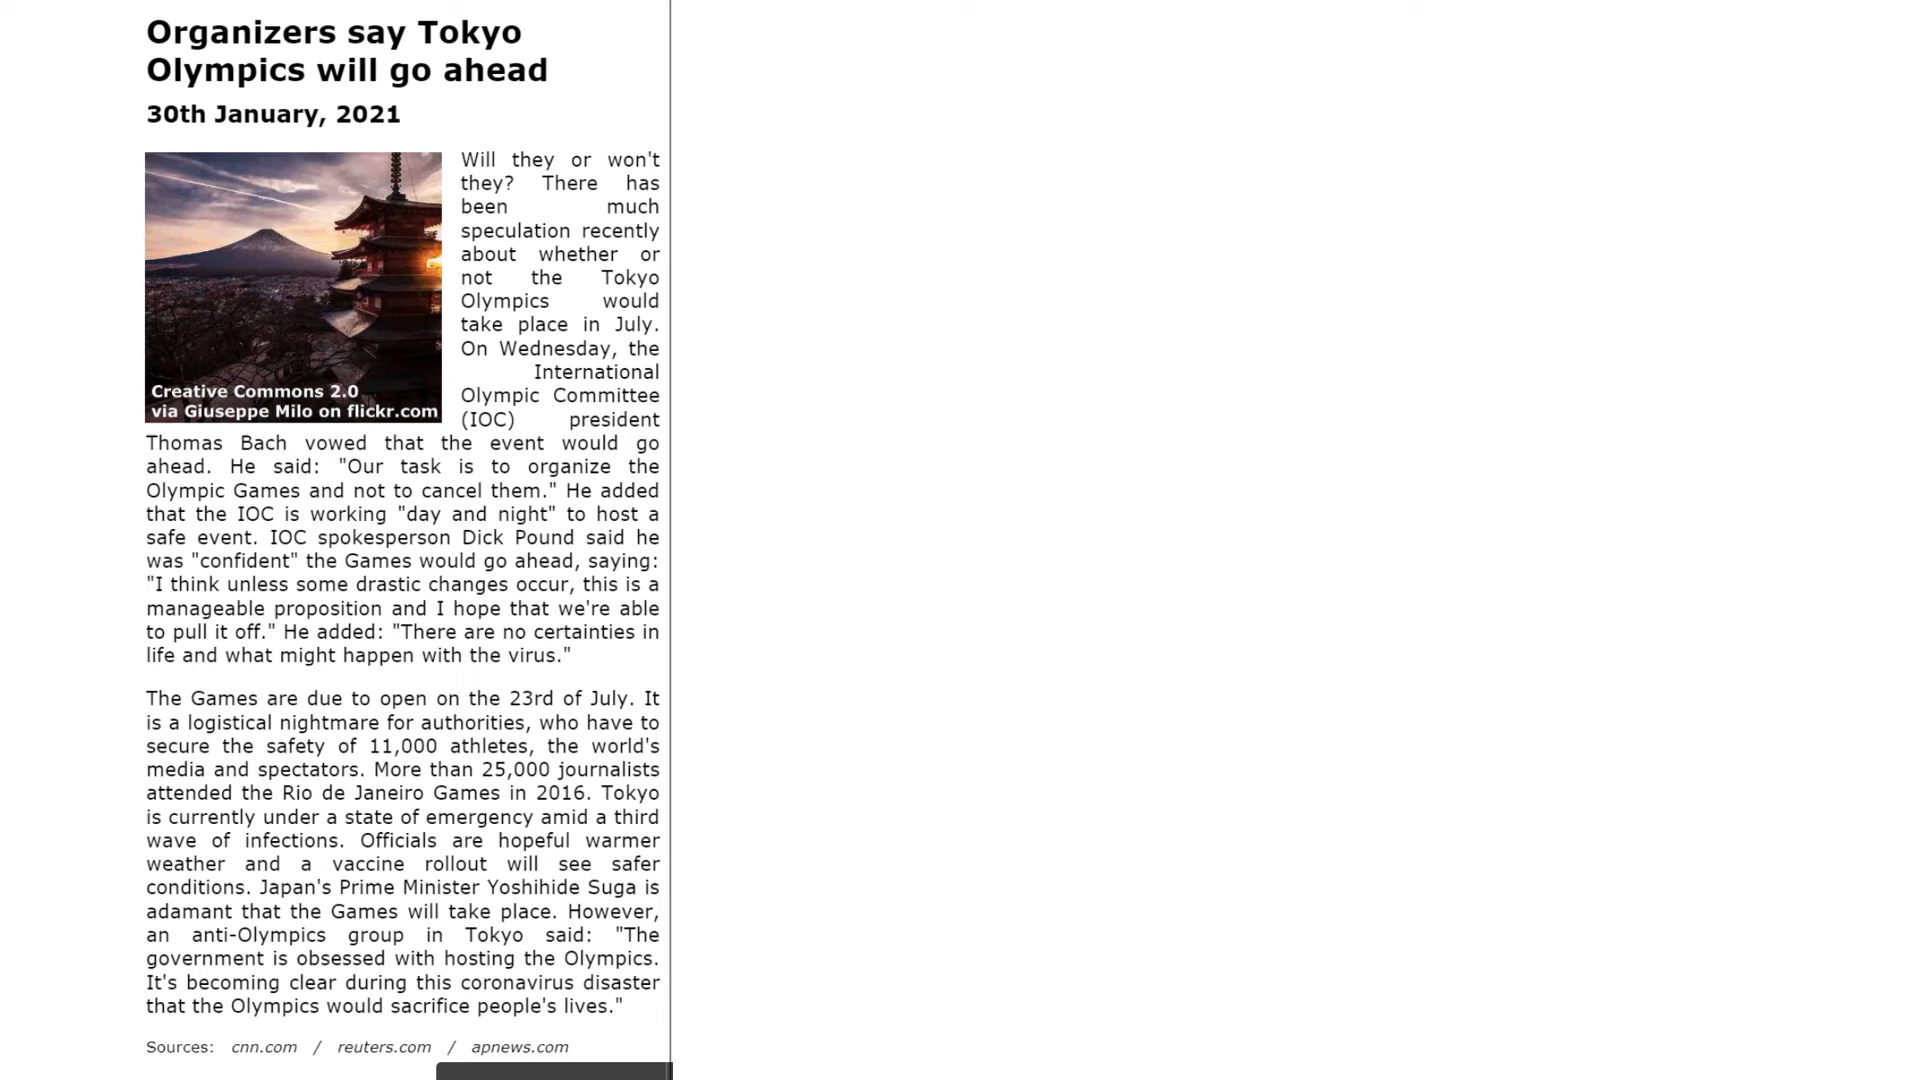 Organizers say Tokyo
Olympics will go ahead
30th January, 2021
Will they or won't
they? There has
been much
speculation recently
about whether or
not the Tokyo
Olympics would
take place in July.
On Wednesday, the
International
Olympic Committee
(IOC) president
Creative Commons 2.0
via Giuseppe Milo on flickr.com
Thomas Bach vowed that the event would go
ahead. He said: "Our task is to organize the
Olympic Games and not to cancel them." He added
that the IOC is working "day and night" to host a
safe event. IOC spokesperson Dick Pound said he
was "confident" the Games would go ahead, saying:
"I think unless some drastic changes occur, this is a
manageable proposition and I hope that we're able
to pull it off." He added: "There are no certainties in
life and what might happen with the virus."
The Games are due to open on the 23rd of July. It
is a logistical nightmare for authorities, who have to
secure the safety of 11,000 athletes, the world's
media and spectators. More than 25,000 journalists
attended the Rio de Janeiro Games in 2016. Tokyo
is currently under a state of emergency amid a third
wave of infections. Officials are hopeful warmer
weather and a vaccine rollout will see safer
conditions. Japan's Prime Minister Yoshihide Suga is
adamant that the Games will take place. However,
an anti-Olympics group in Tokyo said: "The
government is obsessed with hosting the Olympics.
It's becoming clear during this coronavirus disaster
that the Olympics would sacrifice people's lives."
Sources: cnn.com / reuters.com / apnews.com